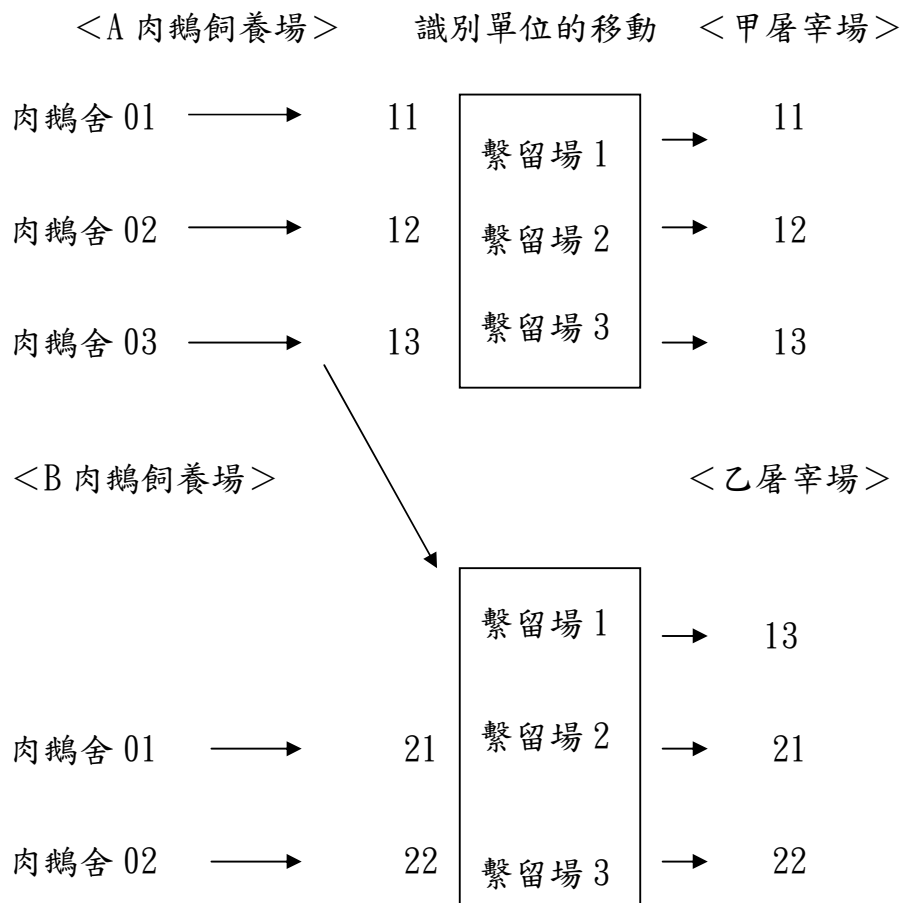 ＜A 肉鵝飼養場＞ 識別單位的移動 ＜甲屠宰場＞
肉鵝舍 01 11 繫留場 1 11
肉鵝舍 02 12 繫留場 2 12
肉鵝舍 03 13 繫留場 3 13
＜B 肉鵝飼養場＞ ＜乙屠宰場＞
繫留場 1 13
肉鵝舍 01 21 繫留場 2 21
肉鵝舍 02 22 繫留場 3 22